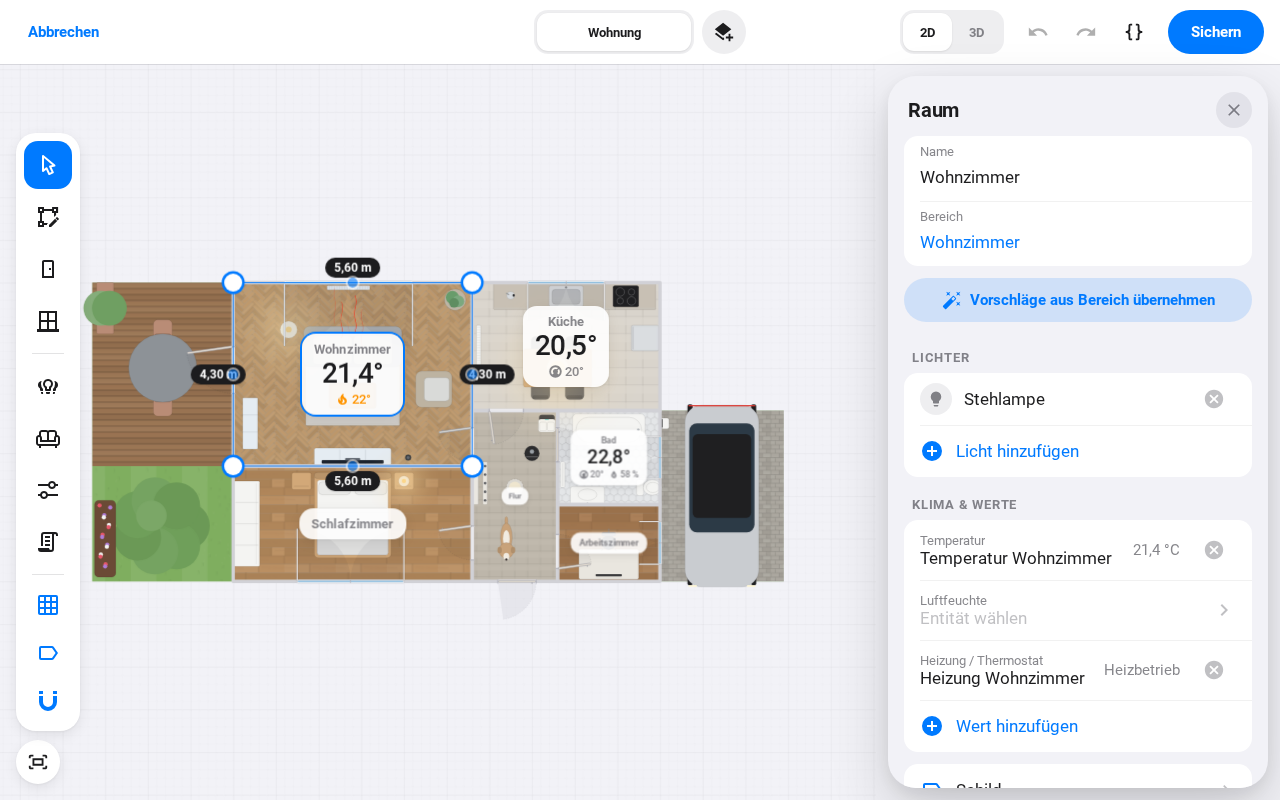 Abbrechen
Wohnung
2D
3D
{}
Sichern
Raum
Name
Wohnzimmer
Bereich
Wohnzimmer
Vorschläge aus Bereich übernehmen
LICHTER
Stehlampe
Licht hinzufügen
KLIMA & WERTE
Temperatur
Temperatur Wohnzimmer
21,4 °C
Luftfeuchte
Entität wählen
Heizung / Thermostat
Heizung Wohnzimmer
Heizbetrieb
Wert hinzufügen
Schild
5,60 m
Wohnzimmer
21,4°
22°
4,30 m
4,30 m
5,60 m
Küche
20,5°
20°
Bad
22,8°
20°
58 %
Flur
Schlafzimmer
Arbeitszimmer